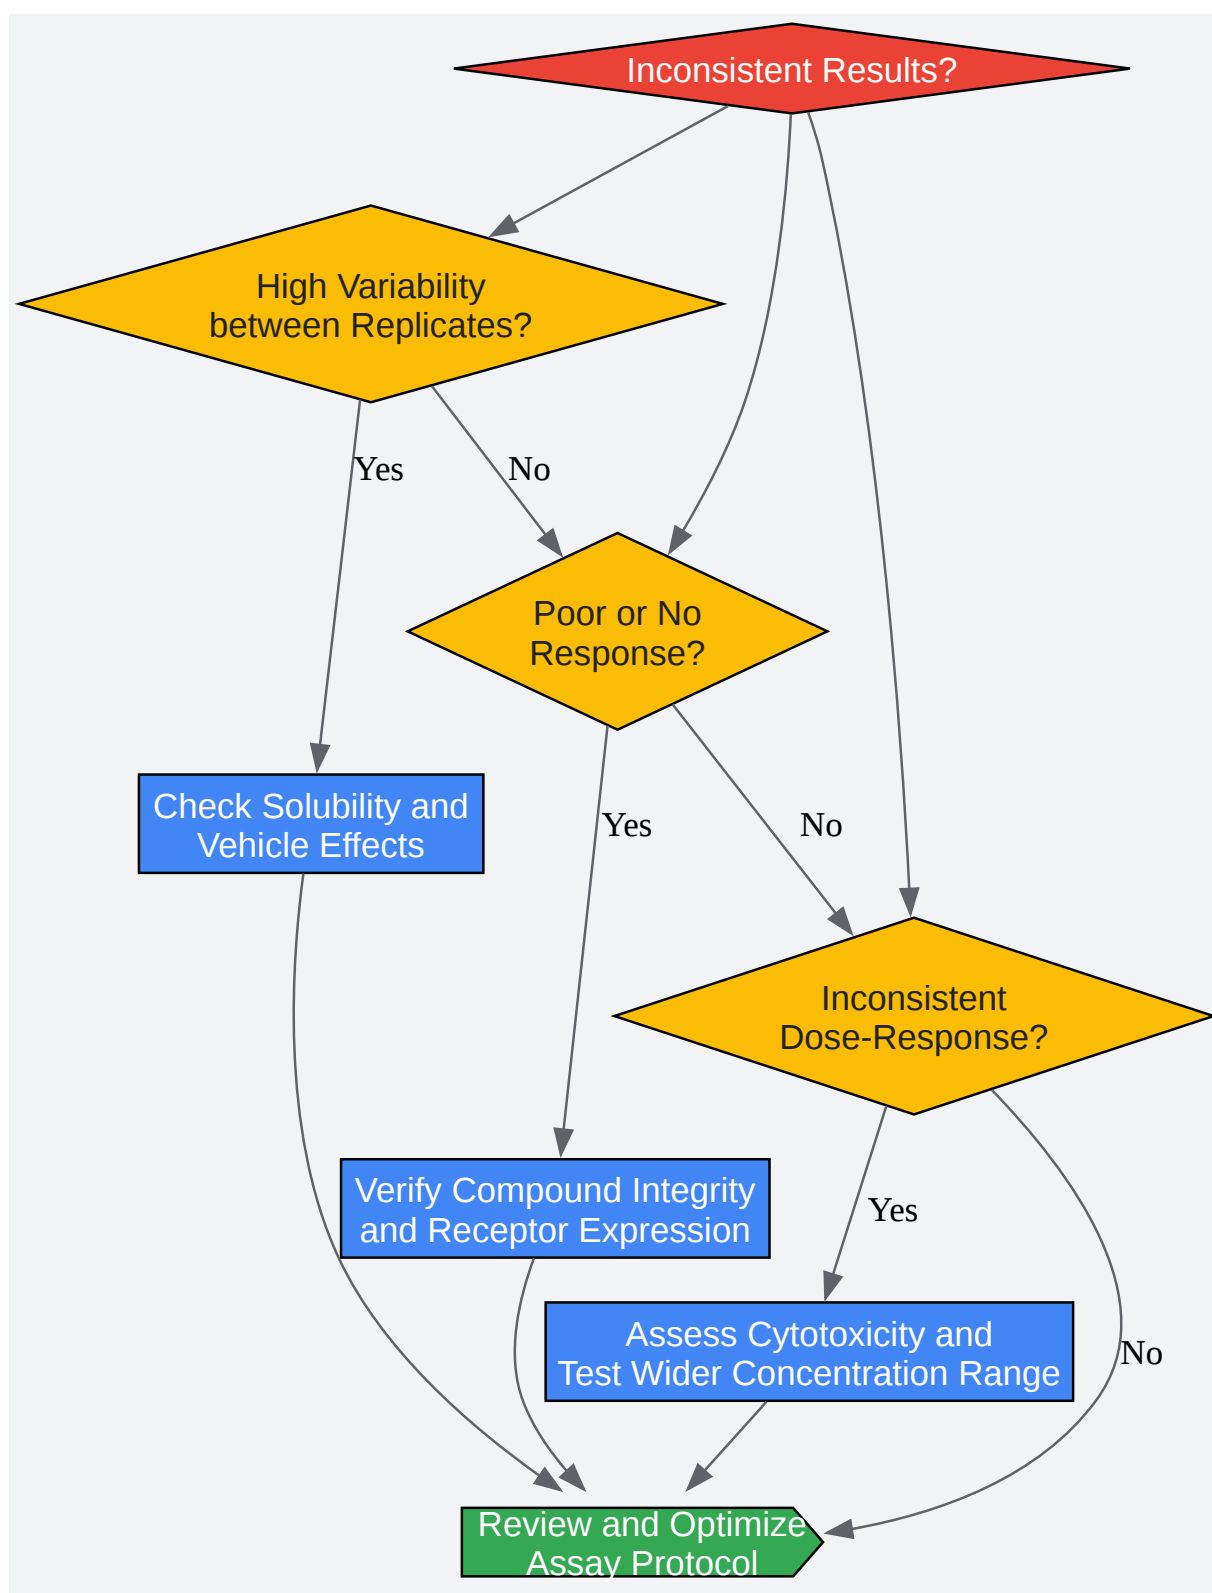 Inconsistent Results?
High Variability
between Replicates?
Yes
No
Poor or No
Response?
Check Solubility and
Vehicle Effects
Yes
No
Inconsistent
Dose-Response?
Verify Compound Integrity
and Receptor Expression
Yes
Assess Cytotoxicity and
Test Wider Concentration Range
No
Review and Optimize
Assay Protocol